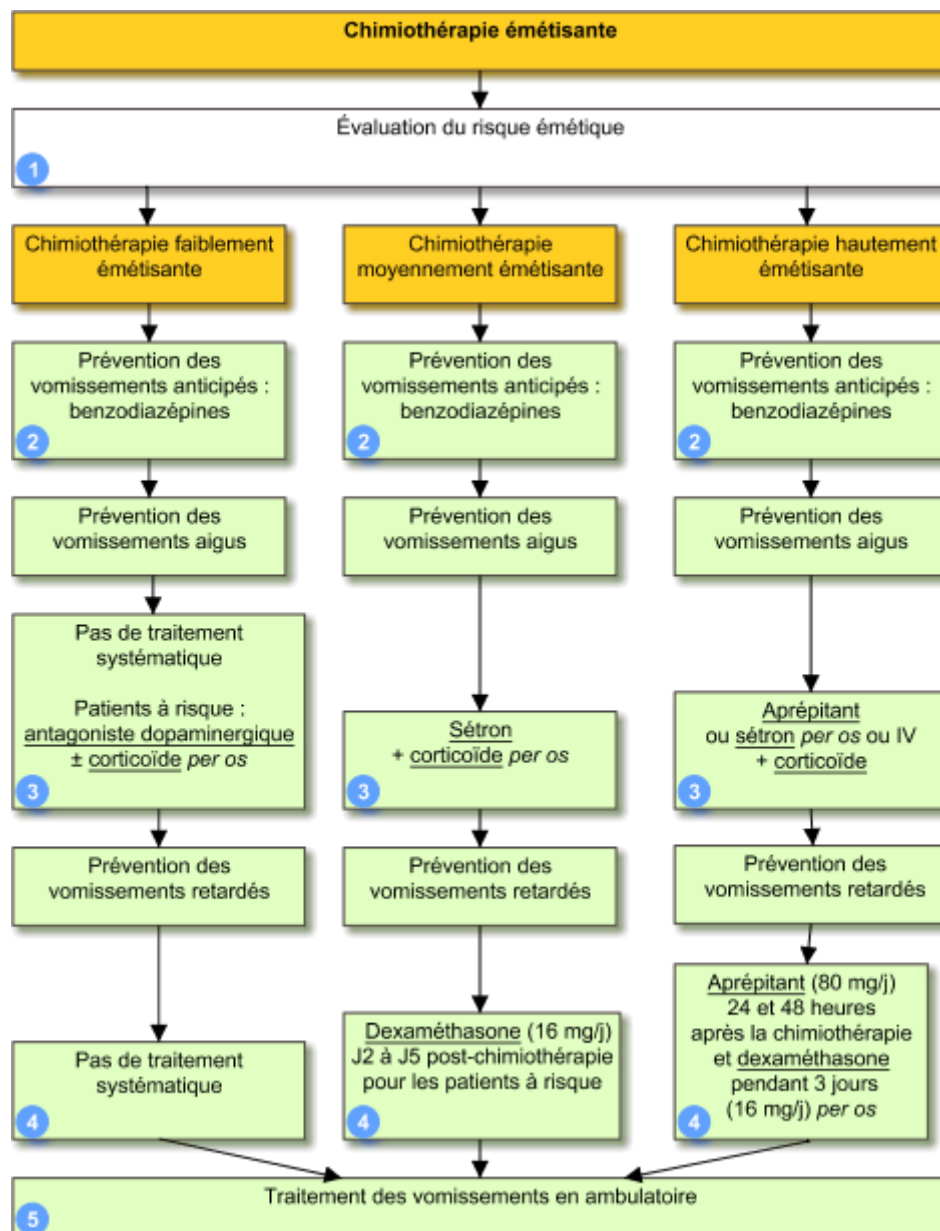 Chimiothérapie émétisante
Évaluation du risque émétique
1
Chimiothérapie faiblement
émétisante
Chimiothérapie
moyennement émétisante
Chimiothérapie hautement
émétisante
Prévention des
vomissements anticipés :
benzodiazépines
2
Prévention des
vomissements anticipés :
benzodiazépines
2
Prévention des
vomissements anticipés :
benzodiazépines
2
Prévention des
vomissements aigus
Prévention des
vomissements aigus
Prévention des
vomissements aigus
Pas de traitement
systématique
Patients à risque :
antagoniste dopaminergique
± corticoïde per os
3
Sétron
+ corticoïde per os
3
Aprépitant
ou sétron per os ou IV
+ corticoïde
3
Prévention des
vomissements retardés
Prévention des
vomissements retardés
Prévention des
vomissements retardés
Pas de traitement
systématique
4
Dexaméthasone (16 mg/j)
J2 à J5 post-chimiothérapie
pour les patients à risque
4
Aprépitant (80 mg/j)
24 et 48 heures
après la chimiothérapie
et dexaméthasone
pendant 3 jours
(16 mg/j) per os
4
Traitement des vomissements en ambulatoire
5